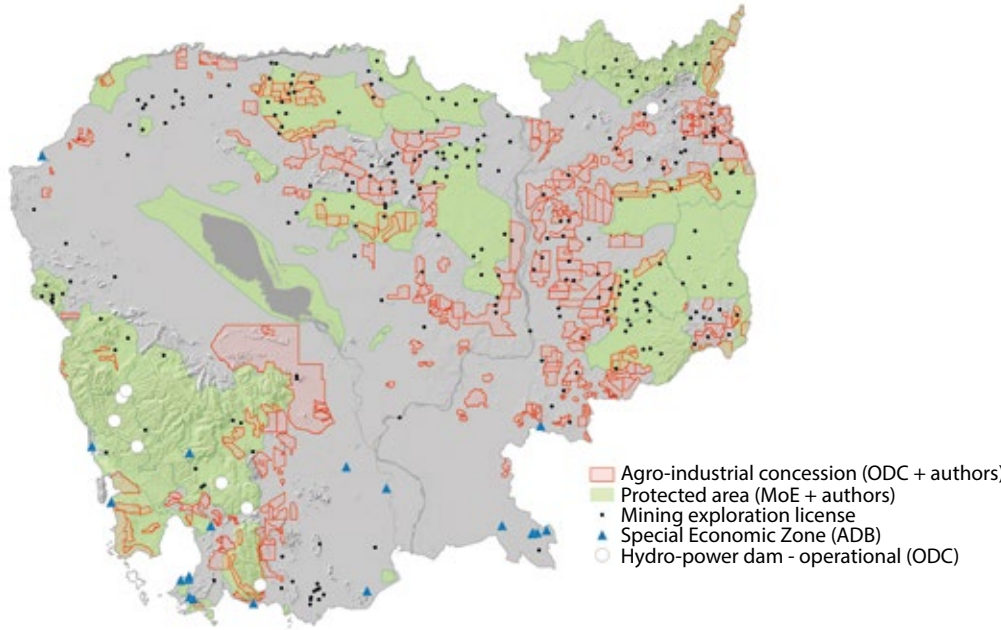 Agro-industrial concession (ODC + authors)
Protected area (MoE + authors)
Mining exploration license
Special Economic Zone (ADB)
Hydro-power dam - operational (ODC)